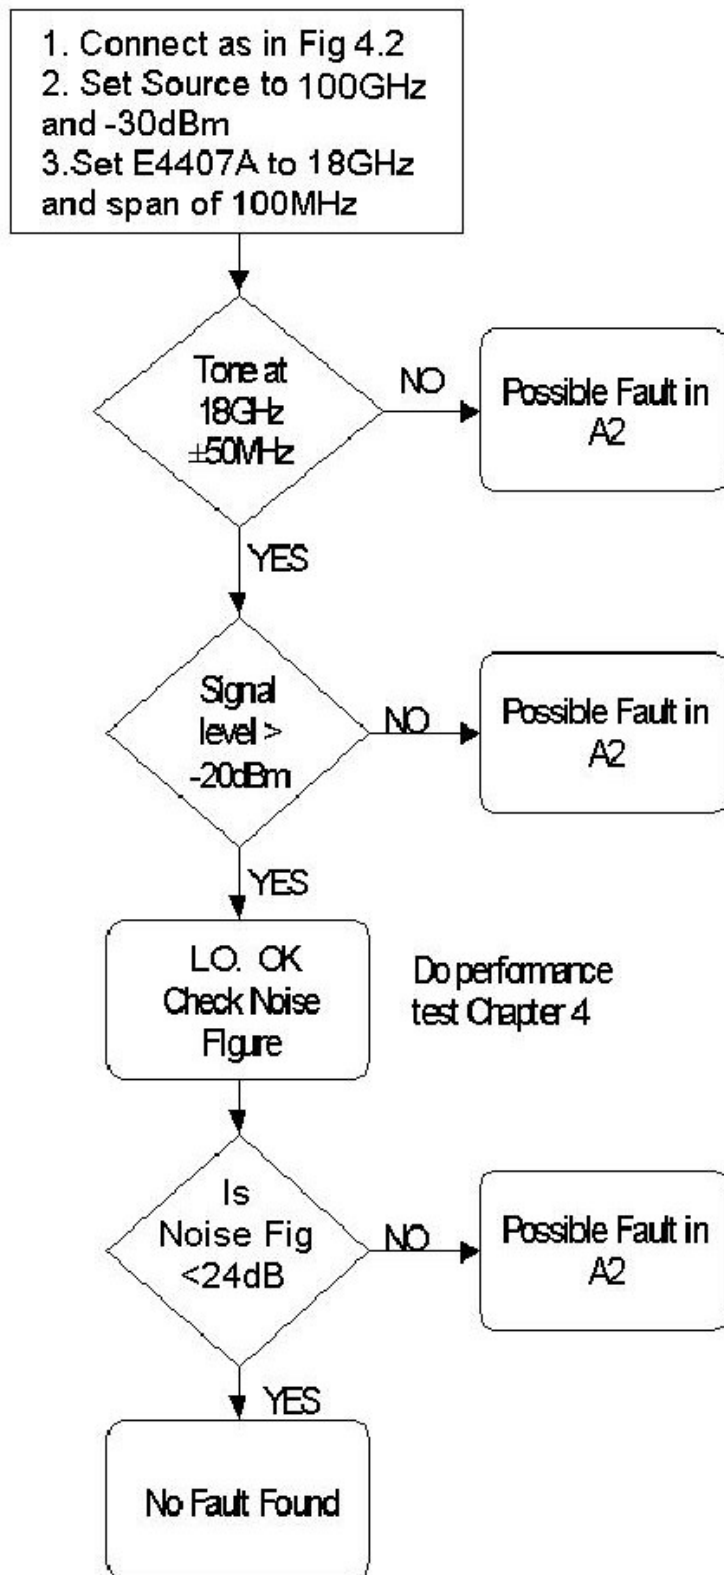 1. Connect as in Fig 4.2
2. Set Source to 100GHz
and -30dBm
3.Set E4407A to 18GHz
and span of 100MHz
Tone at
18GHz
±50MHz
NO
Possible Fault in
A2
YES
Signal
level >
-20dBm
NO
Possible Fault in
A2
YES
LO. OK
Check Noise
Figure
Do performance
test Chapter 4
Is
Noise Fig
<24dB
NO
Possible Fault in
A2
YES
No Fault Found